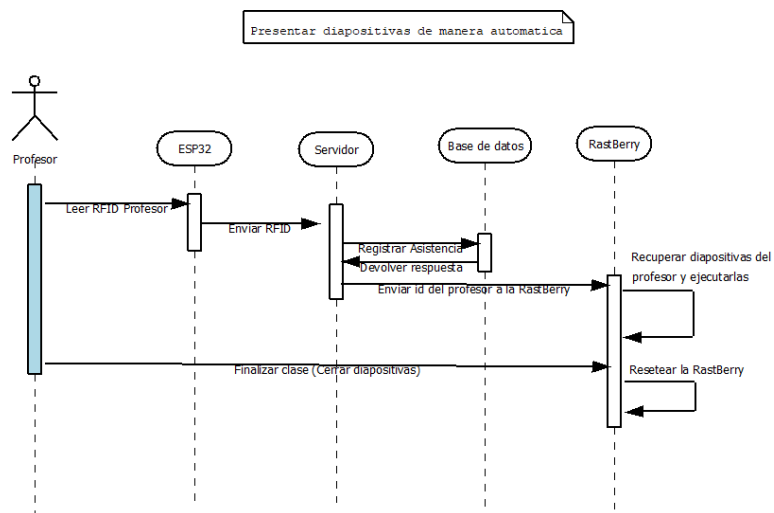 Presentar diapositivas de manera automatica
Profesor
ESP32
Servidor
Base de datos
RastBerry
Leer RFID Profesor
Enviar RFID
Registrar Asistencia
Devolver respuesta
Enviar id del profesor a la RastBerry
Recuperar diapositivas del
profesor y ejecutarlas
Finalizar clase (Cerrar diapositivas)
Resetear la RastBerry